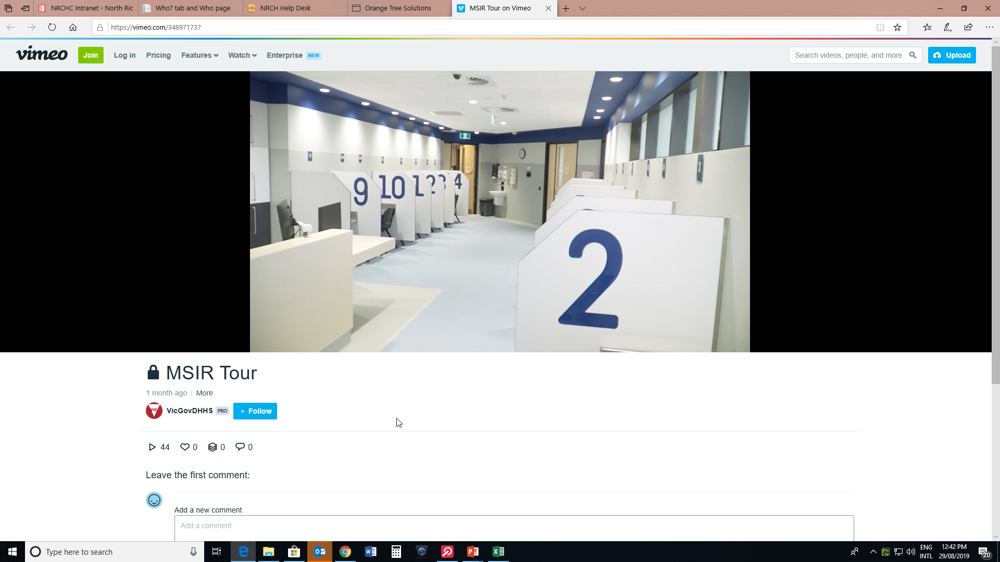 NRCHC Intranet - North Ric
Who? tab and Who page
NRCH Help Desk
Orange Tree Solutions
MSIR Tour on Vimeo
https://vimeo.com/348971737
vimeo
Join
Log in
Pricing
Features
Watch
Enterprise NEW
Search videos, people, and more
Upload
9
10
1
2
3
4
2
MSIR Tour
1 month ago | More
VIC
VicGovDHHS PRO
+ Follow
44
0
0
0
Leave the first comment:
Add a new comment
Add a comment
Type here to search
ENG
INTL
12:42 PM
29/08/2019
20